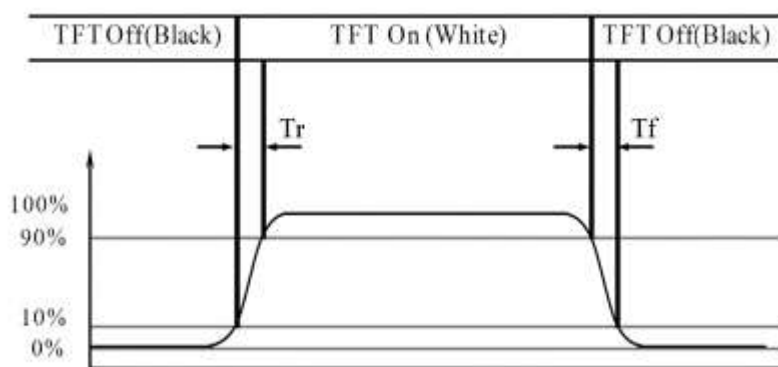 TFT Off(Black) TFT On (White) TFT Off(Black)
Tr Tf
100%
90%
10%
0%